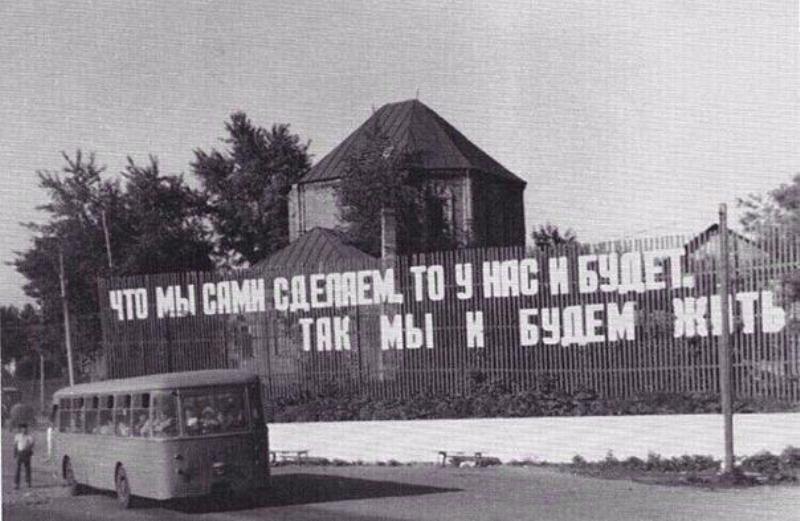 ЧТО МЫ САМИ СДЕЛАЕМ, ТО У НАС И БУДЕТ.
ТАК МЫ И БУДЕМ ЖИТЬ